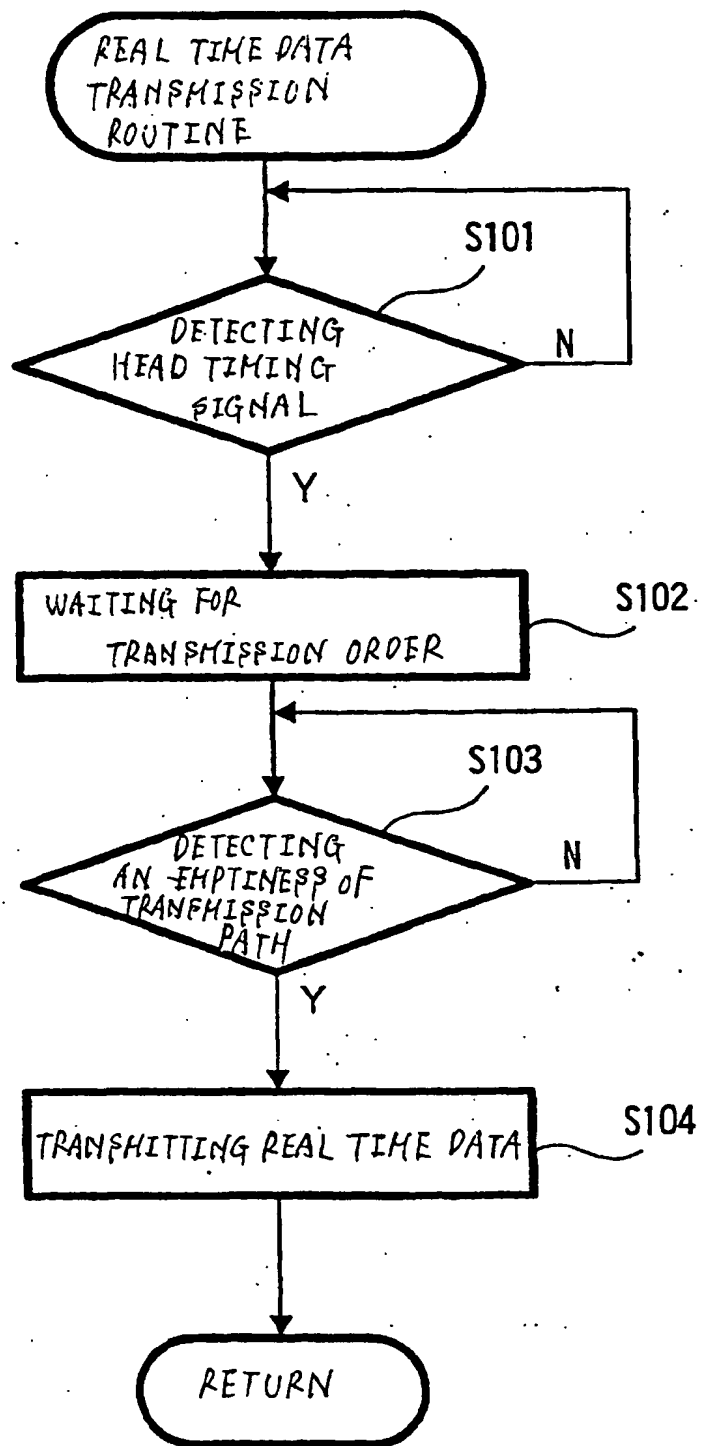 REAL TIME DATA
TRANSMISSION
ROUTINE
S101
DETECTING
HEAD TIMING
SIGNAL
N
Y
WAITING FOR
TRANSMISSION ORDER
S102
S103
DETECTING
AN EMPTINESS OF
TRANSMISSION
PATH
N
Y
TRANSMITTING REAL TIME DATA
S104
RETURN